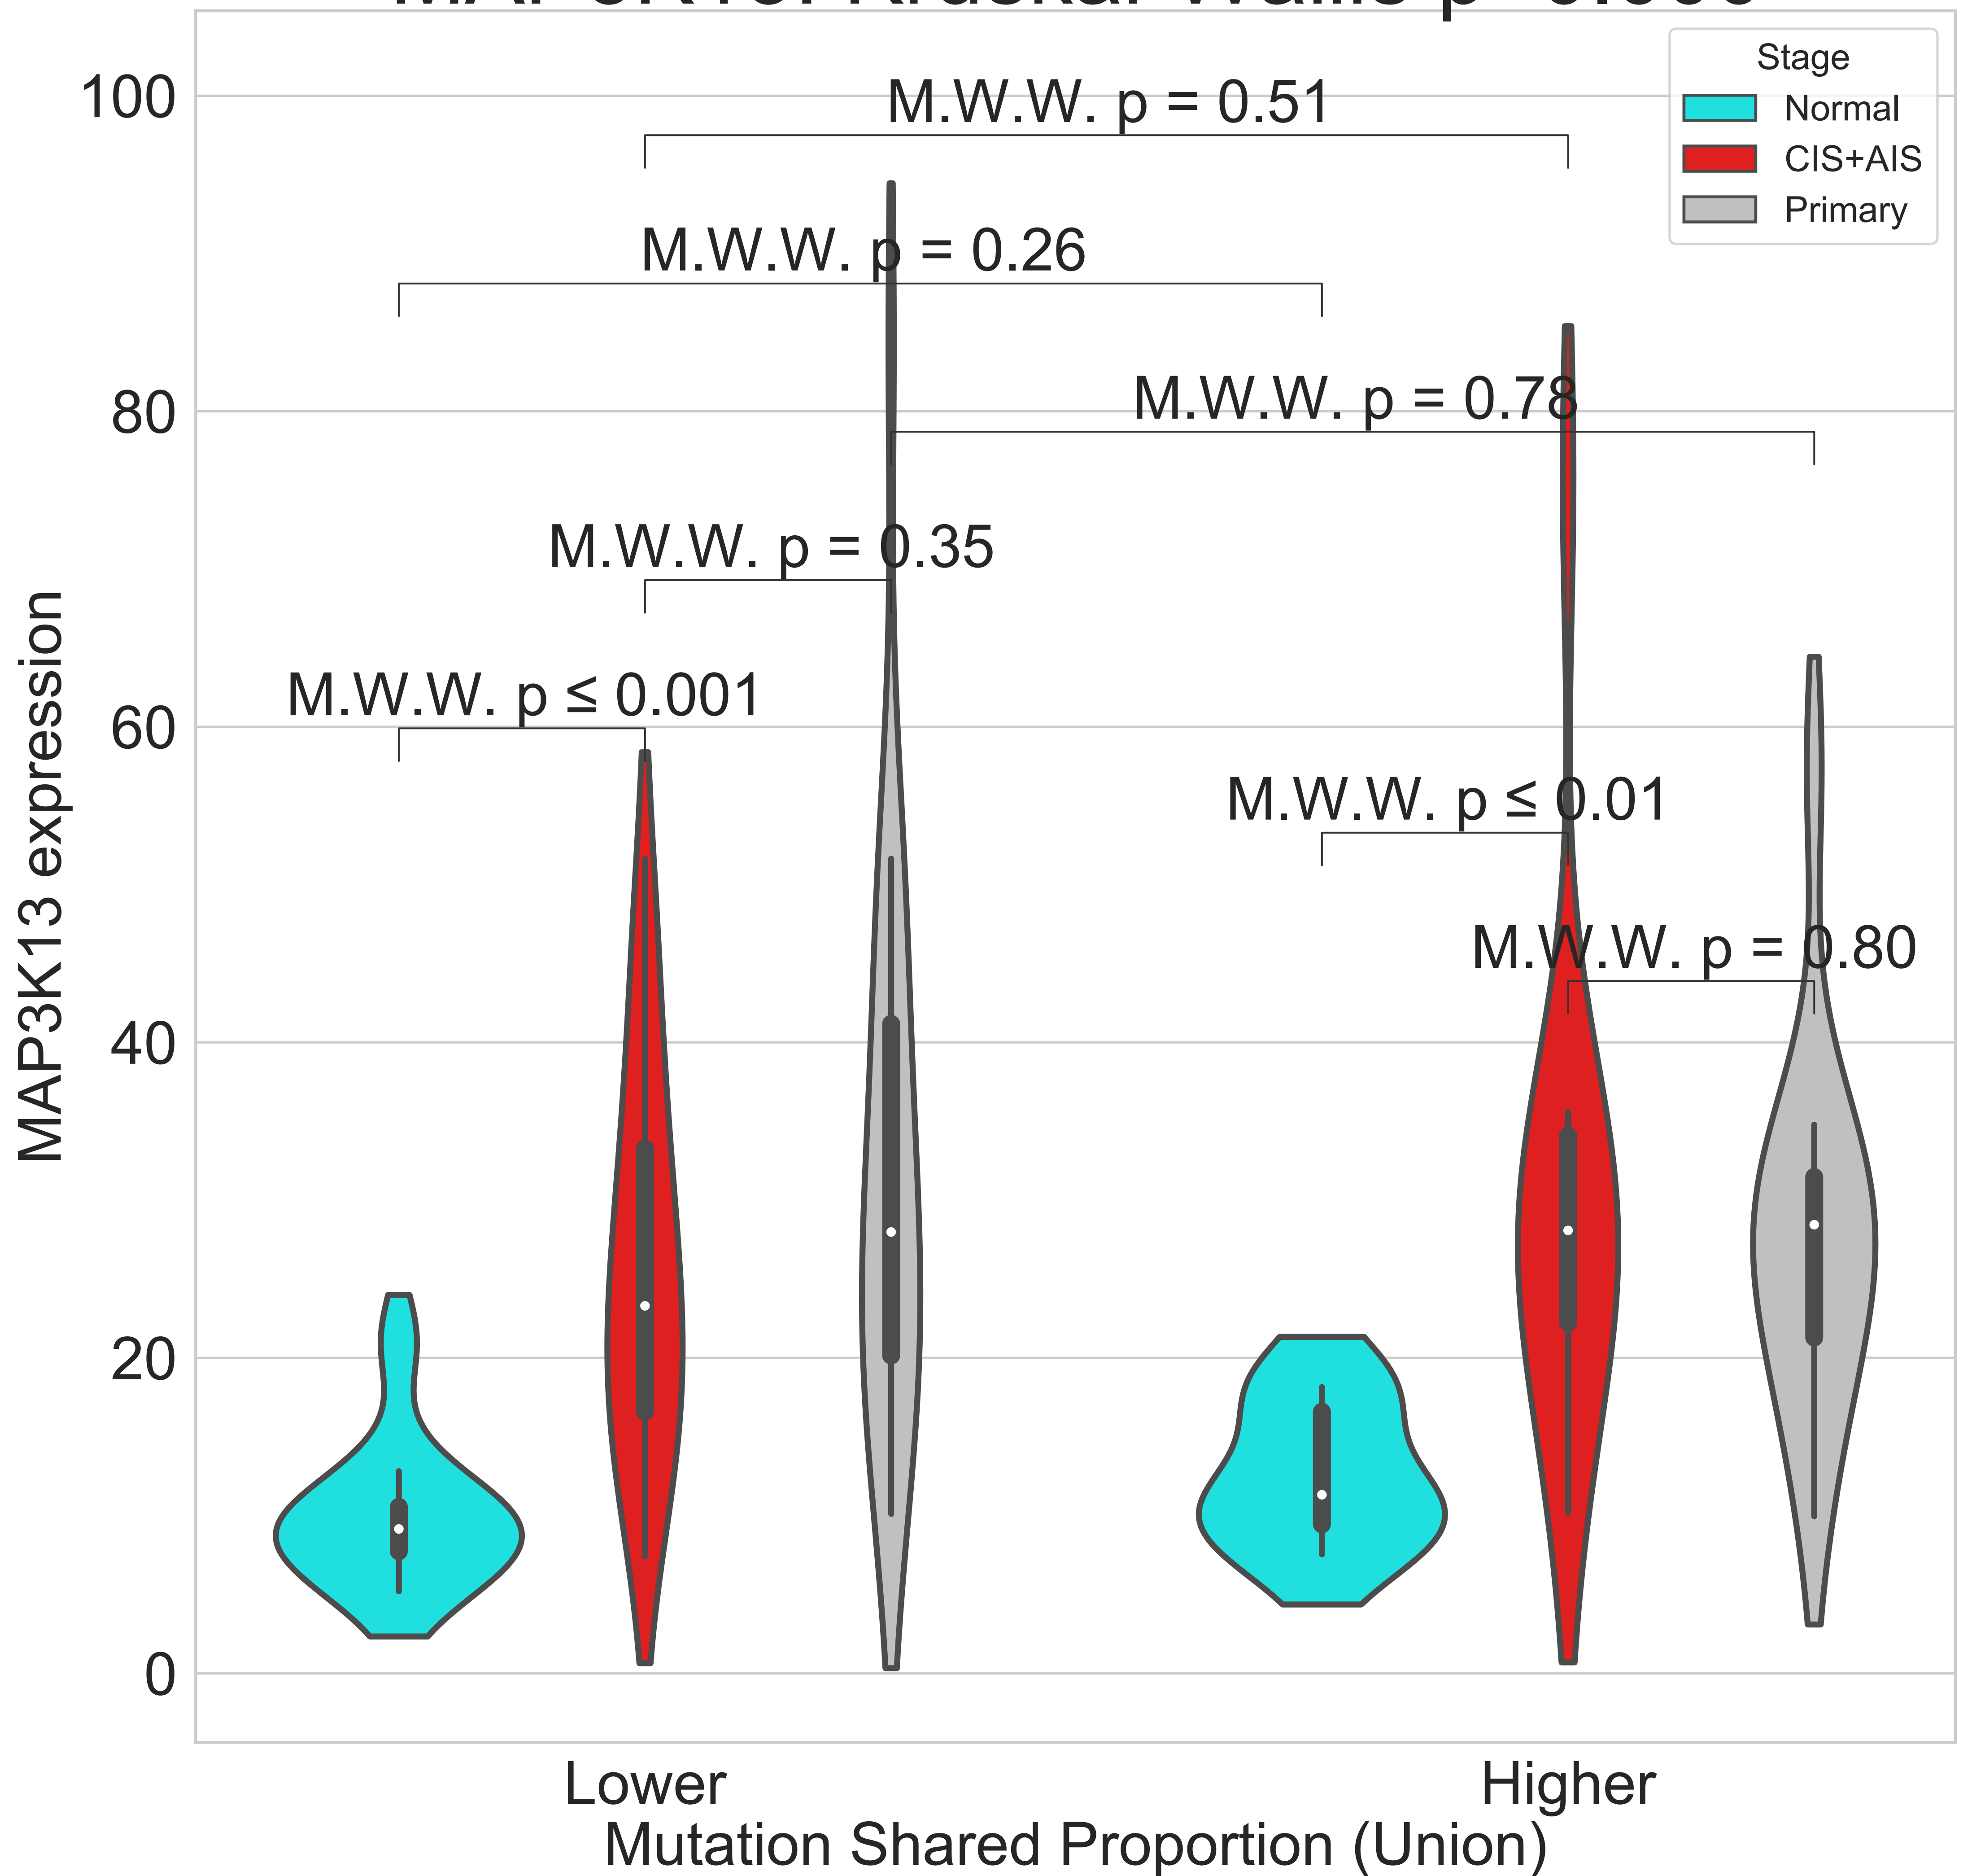 100
M.W.W. p = 0.51
Stage
Normal
CIS+AIS
Primary
M.W.W. p = 0.26
80
M.W.W. p = 0.78
M.W.W. p = 0.35
60
M.W.W. p ≤ 0.001
M.W.W. p ≤ 0.01
M.W.W. p = 0.80
40
20
0
MAP3K13 expression
Lower
Higher
Mutation Shared Proportion (Union)